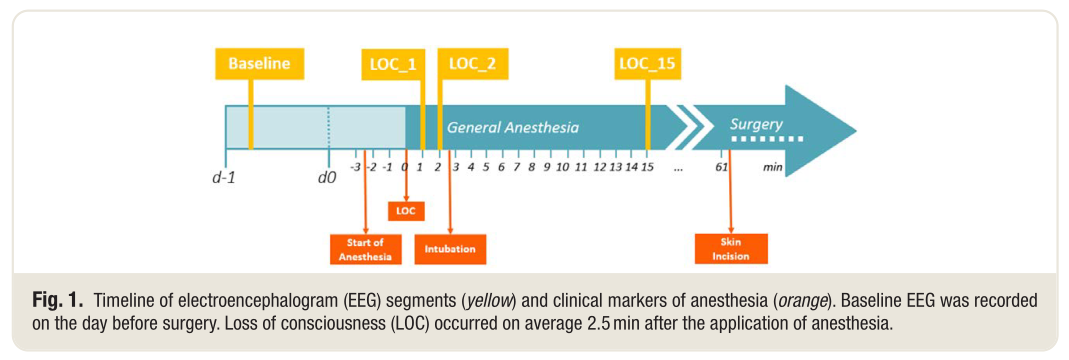 Baseline
LOC_1
LOC_2
LOC_15
General Anesthesia
Surgery
d-1
d0
-3 -2 -1 0 1 2 3 4 5 6 7 8 9 10 11 12 13 14 15 ... 61 min
LOC
Start of
Anesthesia
Intubation
Skin
Incision
Fig. 1. Timeline of electroencephalogram (EEG) segments (yellow) and clinical markers of anesthesia (orange). Baseline EEG was recorded
on the day before surgery. Loss of consciousness (LOC) occurred on average 2.5 min after the application of anesthesia.